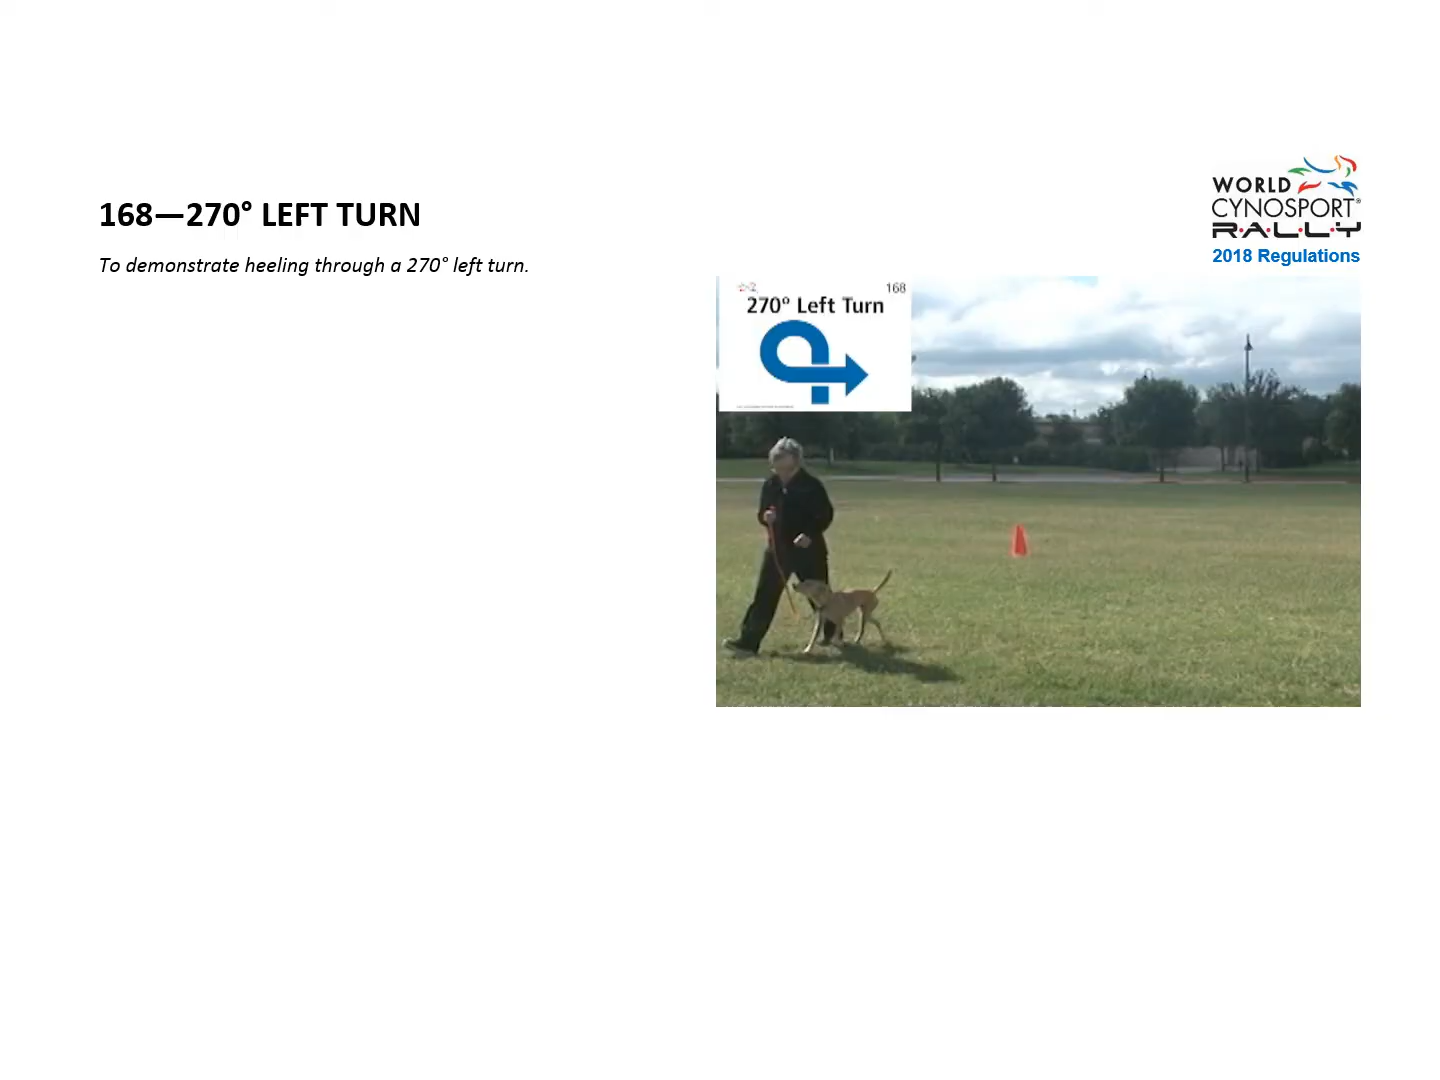 168—270° LEFT TURN
To demonstrate heeling through a 270° left turn.
WORLD
CYNOSPORT®
R·A·L·L·Y
2018 Regulations
168
270° Left Turn